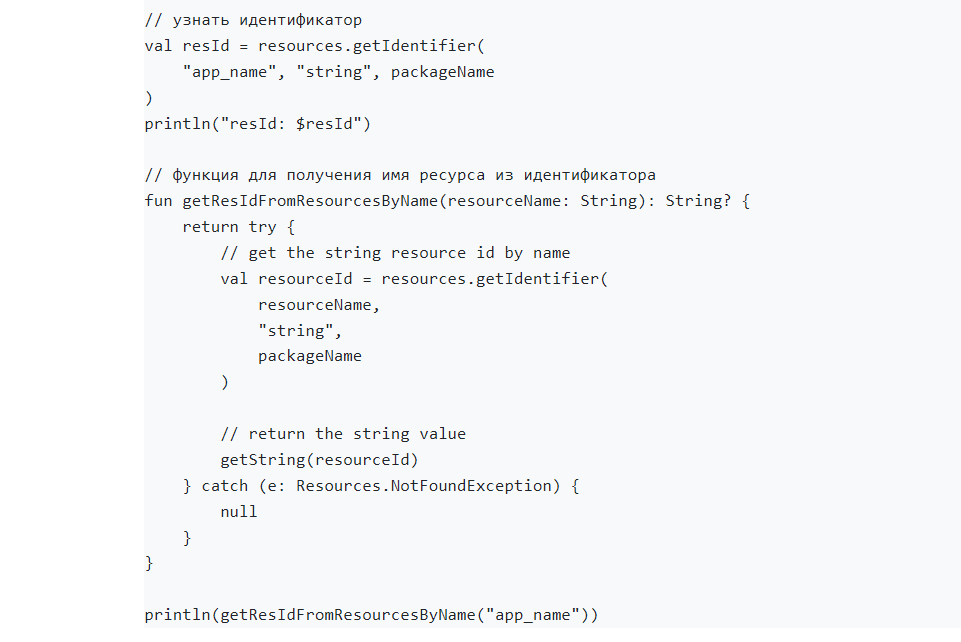 // узнать идентификатор
val resId = resources.getIdentifier(
    "app_name", "string", packageName
)
println("resId: $resId")

// функция для получения имя ресурса из идентификатора
fun getResIdFromResourcesByName(resourceName: String): String? {
    return try {
        // get the string resource id by name
        val resourceId = resources.getIdentifier(
            resourceName,
            "string",
            packageName
        )

        // return the string value
        getString(resourceId)
    } catch (e: Resources.NotFoundException) {
        null
    }
}

println(getResIdFromResourcesByName("app_name"))